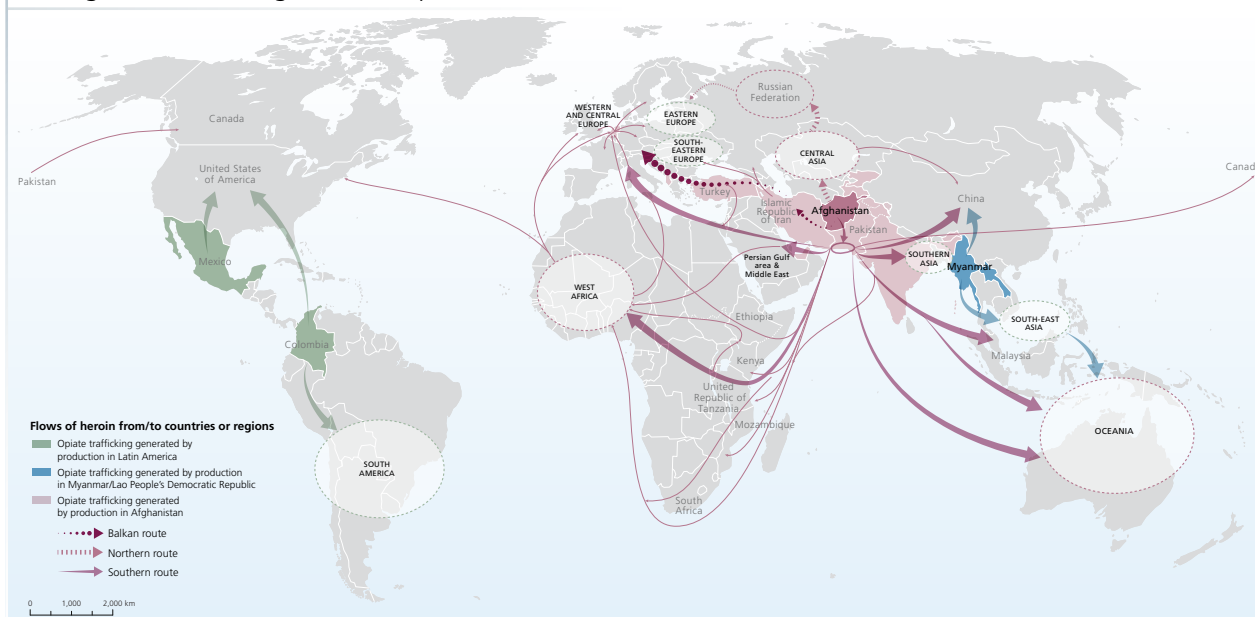 WESTERN
AND CENTRAL
EUROPE
EASTERN
EUROPE
Russian
Federation
SOUTH-
EASTERN
EUROPE
CENTRAL
ASIA
Canada
Pakistan
United States
of America
Canad
Turkey
Islamic
Republic
of Iran
Afghanistan
Pakistan
China
Persian Gulf
area &
Middle East
SOUTHERN
ASIA
Myanmar
Mexico
WEST
AFRICA
Ethiopia
SOUTH-EAST
ASIA
Colombia
Kenya
Malaysia
United
Republic of
Tanzania
Mozambique
OCEANIA
SOUTH
AMERICA
South
Africa
Flows of heroin from/to countries or regions
Opiate trafficking generated by
production in Latin America
Opiate trafficking generated by production
in Myanmar/Lao People's Democratic Republic
Opiate trafficking generated
by production in Afghanistan
Balkan route
Northern route
Southern route
0 1,000 2,000 km